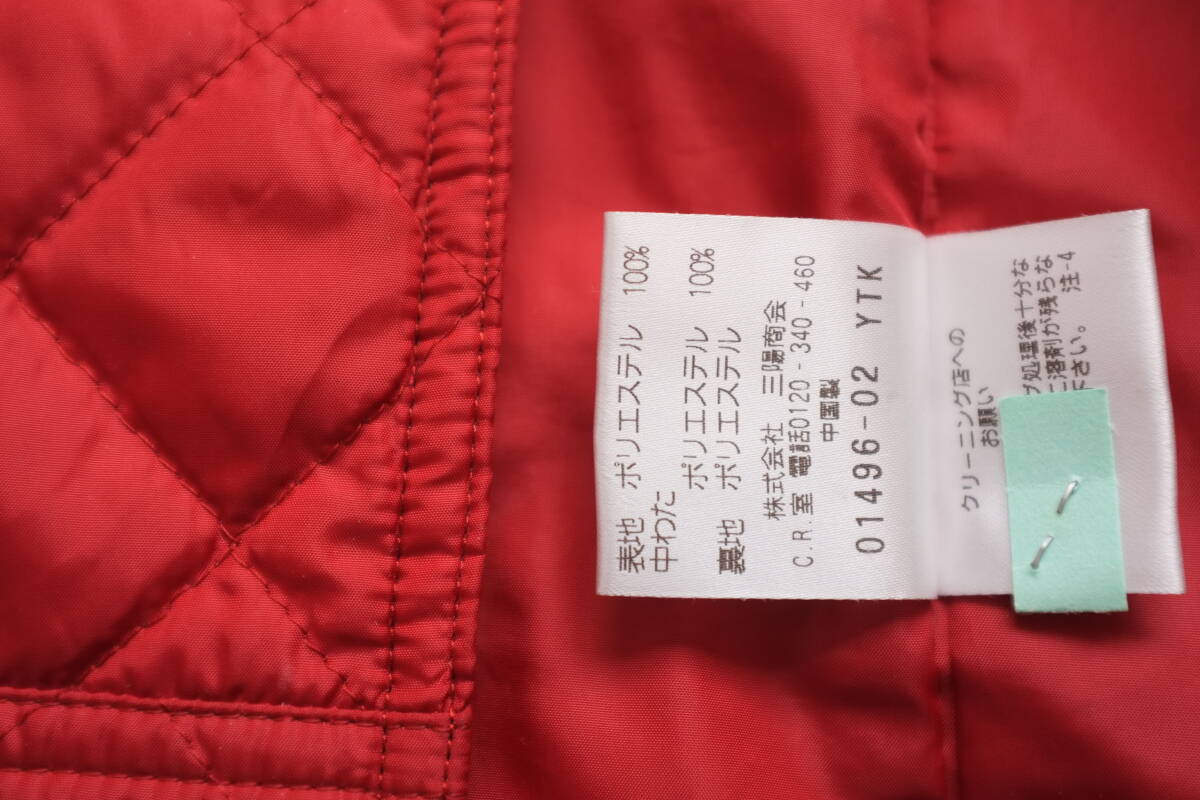 表地 ポリエステル 100%
中わた
ポリエステル 100%
裏地 ポリエステル
株式会社 三陽商会
C.R.室 電話0120-340-460
中国製
01496-02 YTK
クリーニング店への
お願い
処理後十分な
溶剤が残らな
下さい。 注-4